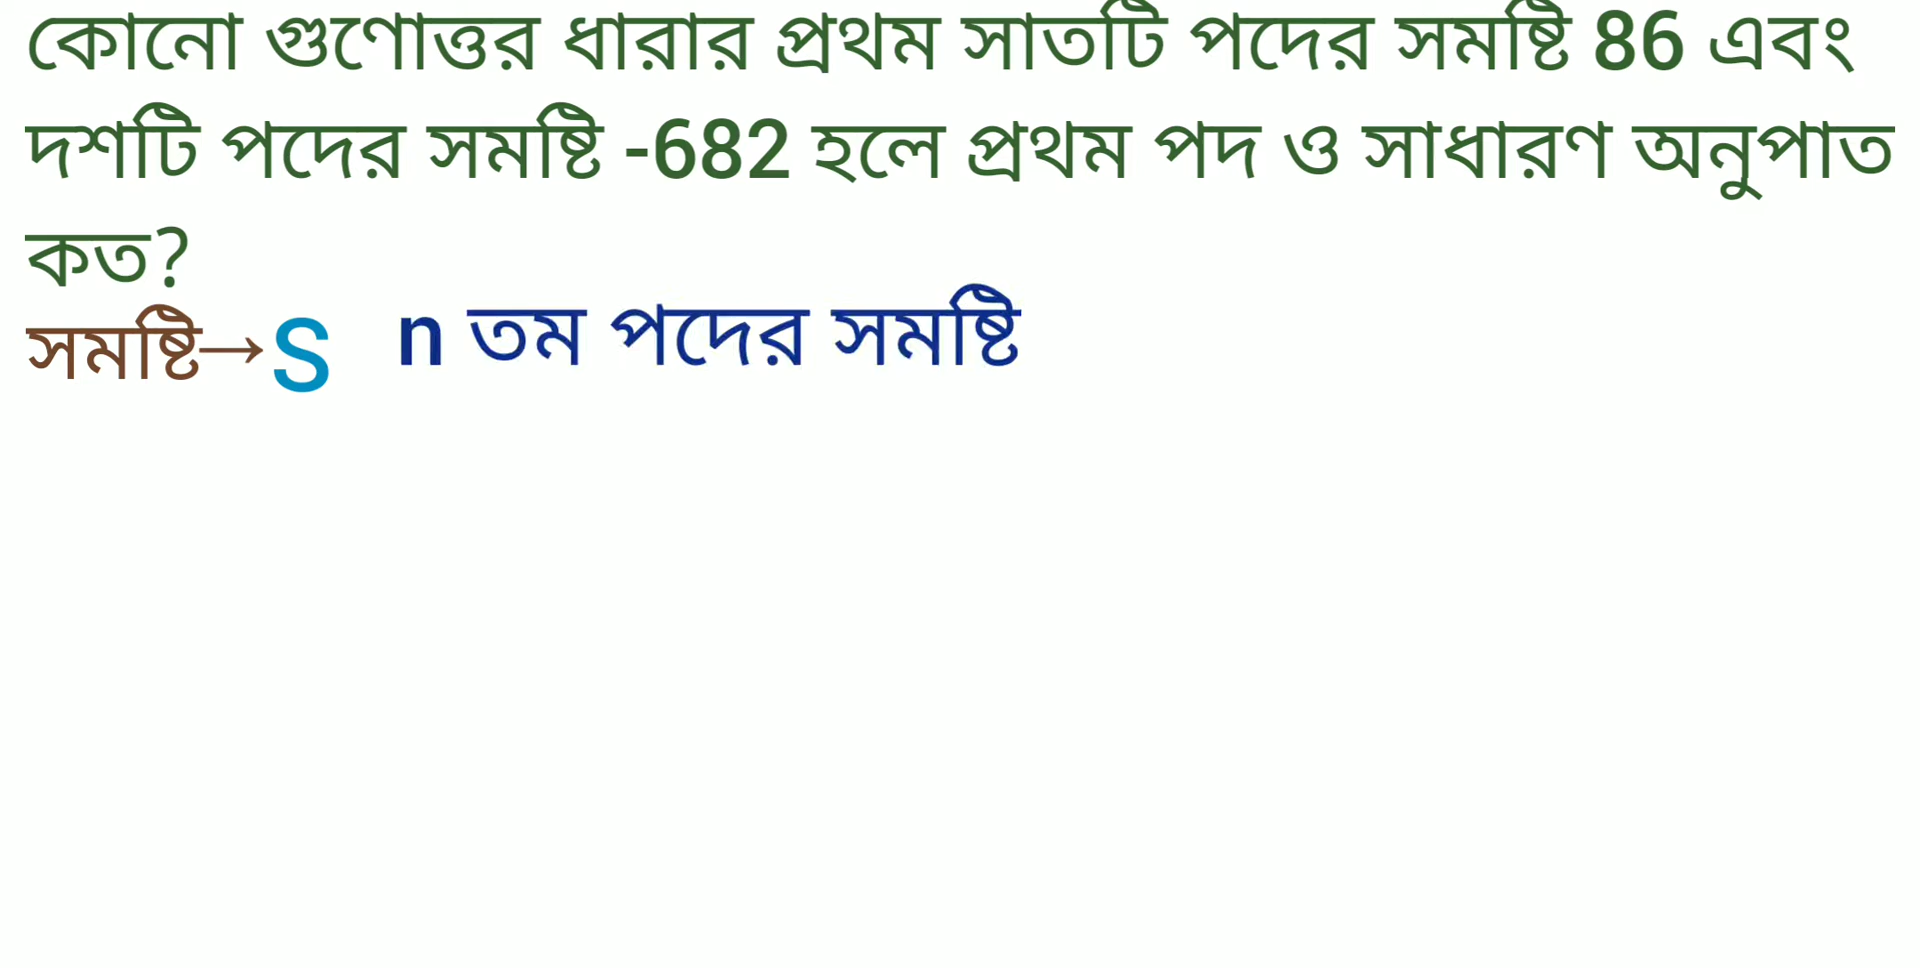 কোনো গুণোত্তর ধারার প্রথম সাতটি পদের সমষ্টি 86 এবং
দশটি পদের সমষ্টি -682 হলে প্রথম পদ ও সাধারণ অনুপাত
কত?
সমষ্টি→S n তম পদের সমষ্টি